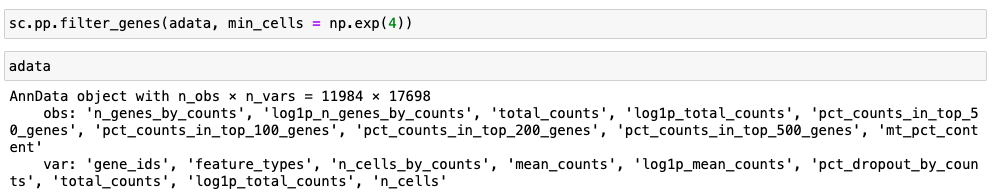 sc.pp.filter_genes(adata, min_cells = np.exp(4))
adata
AnnData object with n_obs × n_vars = 11984 × 17698
    obs: 'n_genes_by_counts', 'log1p_n_genes_by_counts', 'total_counts', 'log1p_total_counts', 'pct_counts_in_top_5
0_genes', 'pct_counts_in_top_100_genes', 'pct_counts_in_top_200_genes', 'pct_counts_in_top_500_genes', 'mt_pct_cont
ent'
    var: 'gene_ids', 'feature_types', 'n_cells_by_counts', 'mean_counts', 'log1p_mean_counts', 'pct_dropout_by_coun
ts', 'total_counts', 'log1p_total_counts', 'n_cells'